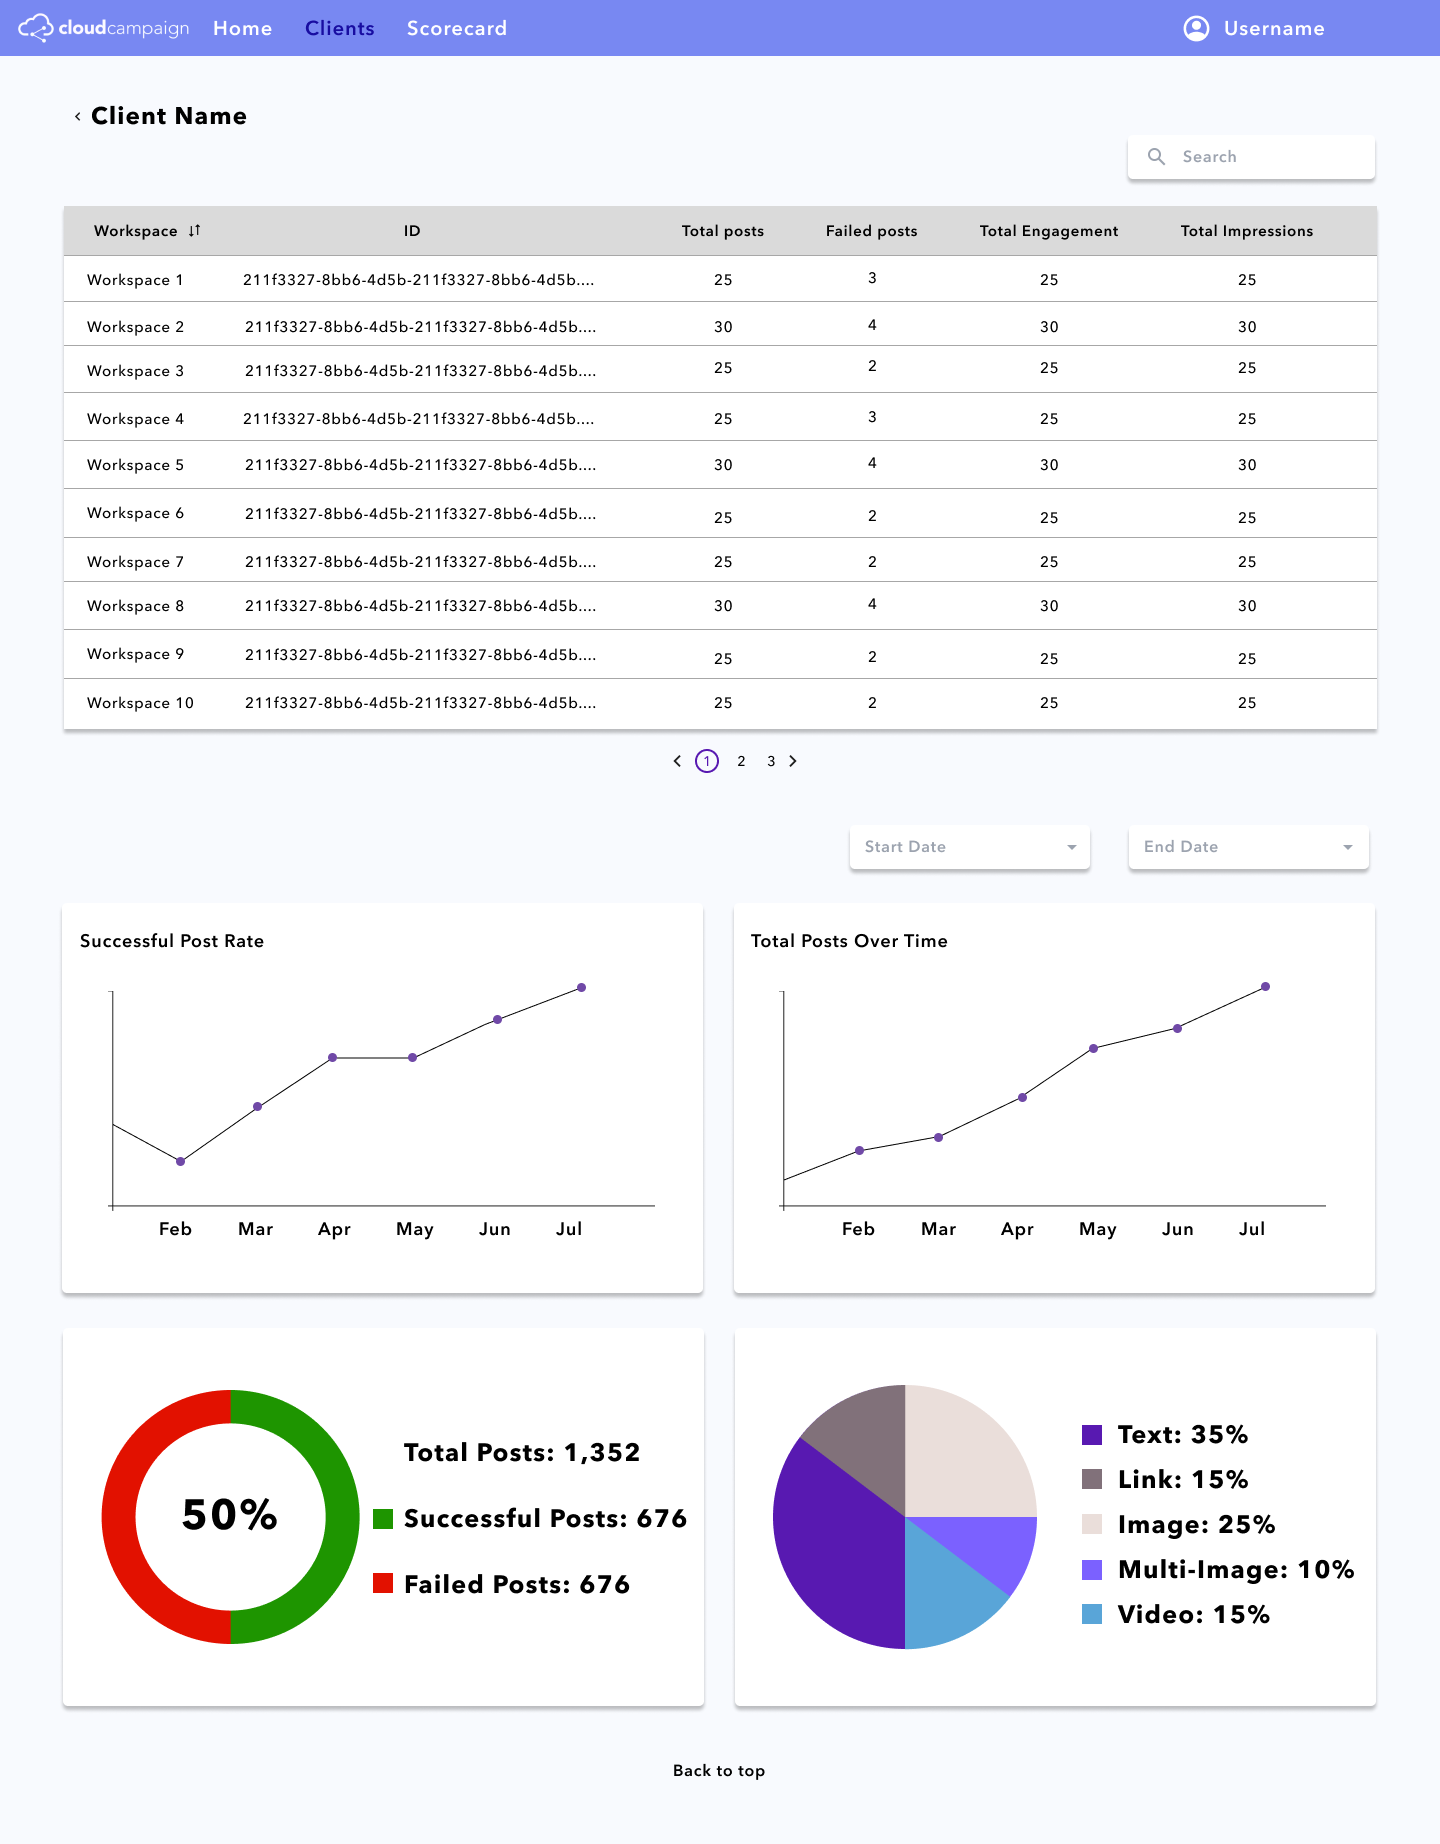 cloudcampaign Home Clients Scorecard Username
Client Name
Search
Workspace ID Total posts Failed posts Total Engagement Total Impressions
Workspace 1 211f3327-8bb6-4d5b-211f3327-8bb6-4d5b.... 25 3 25 25
Workspace 2 211f3327-8bb6-4d5b-211f3327-8bb6-4d5b.... 30 4 30 30
Workspace 3 211f3327-8bb6-4d5b-211f3327-8bb6-4d5b.... 25 2 25 25
Workspace 4 211f3327-8bb6-4d5b-211f3327-8bb6-4d5b.... 25 3 25 25
Workspace 5 211f3327-8bb6-4d5b-211f3327-8bb6-4d5b.... 30 4 30 30
Workspace 6 211f3327-8bb6-4d5b-211f3327-8bb6-4d5b.... 25 2 25 25
Workspace 7 211f3327-8bb6-4d5b-211f3327-8bb6-4d5b.... 25 2 25 25
Workspace 8 211f3327-8bb6-4d5b-211f3327-8bb6-4d5b.... 30 4 30 30
Workspace 9 211f3327-8bb6-4d5b-211f3327-8bb6-4d5b.... 25 2 25 25
Workspace 10 211f3327-8bb6-4d5b-211f3327-8bb6-4d5b.... 25 2 25 25
1 2 3
Start Date End Date
Successful Post Rate
Feb Mar Apr May Jun Jul
Total Posts Over Time
Feb Mar Apr May Jun Jul
50%
Total Posts: 1,352
Successful Posts: 676
Failed Posts: 676
Text: 35%
Link: 15%
Image: 25%
Multi-Image: 10%
Video: 15%
Back to top